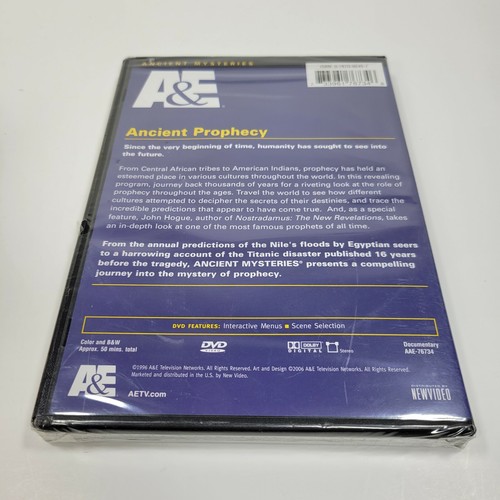 ANCIENT MYSTERIES
A&E
Ancient Prophecy
Since the very beginning of time, humanity has sought to see into
the future.
From Central African tribes to American Indians, prophecy has held an
esteemed place in various cultures throughout the world. In this revealing
program, journey back thousands of years for a riveting look at the role of
prophecy throughout the ages. Travel the world to see how different
cultures attempted to decipher the secrets of their destinies, and trace the
incredible predictions that appear to have come true. And, as a special
feature, John Hogue, author of Nostradamus: The New Revelations, takes
an in-depth look at one of the most famous prophets of all time.
From the annual predictions of the Nile's floods by Egyptian seers
to a harrowing account of the Titanic disaster published 16 years
before the tragedy, ANCIENT MYSTERIES® presents a compelling
journey into the mystery of prophecy.
DVD FEATURES: Interactive Menus ■ Scene Selection
Color and B&W
Approx. 50 mins. total
DVD
VIDEO
DOLBY
DIGITAL
Stereo
Documentary
AAE-76734
©1996 A&E Television Networks. All Rights Reserved. Art and Design ©2006 A&E Television Networks. All Rights Reserved.
Marketed and distributed in the U.S. by New Video.
A&E
AETV.com
DISTRIBUTED BY
NEWVIDEO